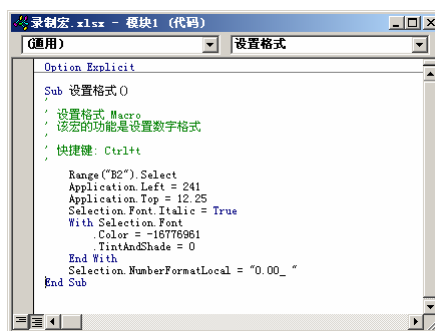 录制宏.xlsx - 模块1 (代码)
(通用)
设置格式
Option Explicit
Sub 设置格式()
'
' 设置格式 Macro
' 该宏的功能是设置数字格式
'
' 快捷键: Ctrl+t
'
Range("B2").Select
Application.Left = 241
Application.Top = 12.25
Selection.Font.Italic = True
With Selection.Font
.Color = -16776961
.TintAndShade = 0
End With
Selection.NumberFormatLocal = "0.00_ "
End Sub